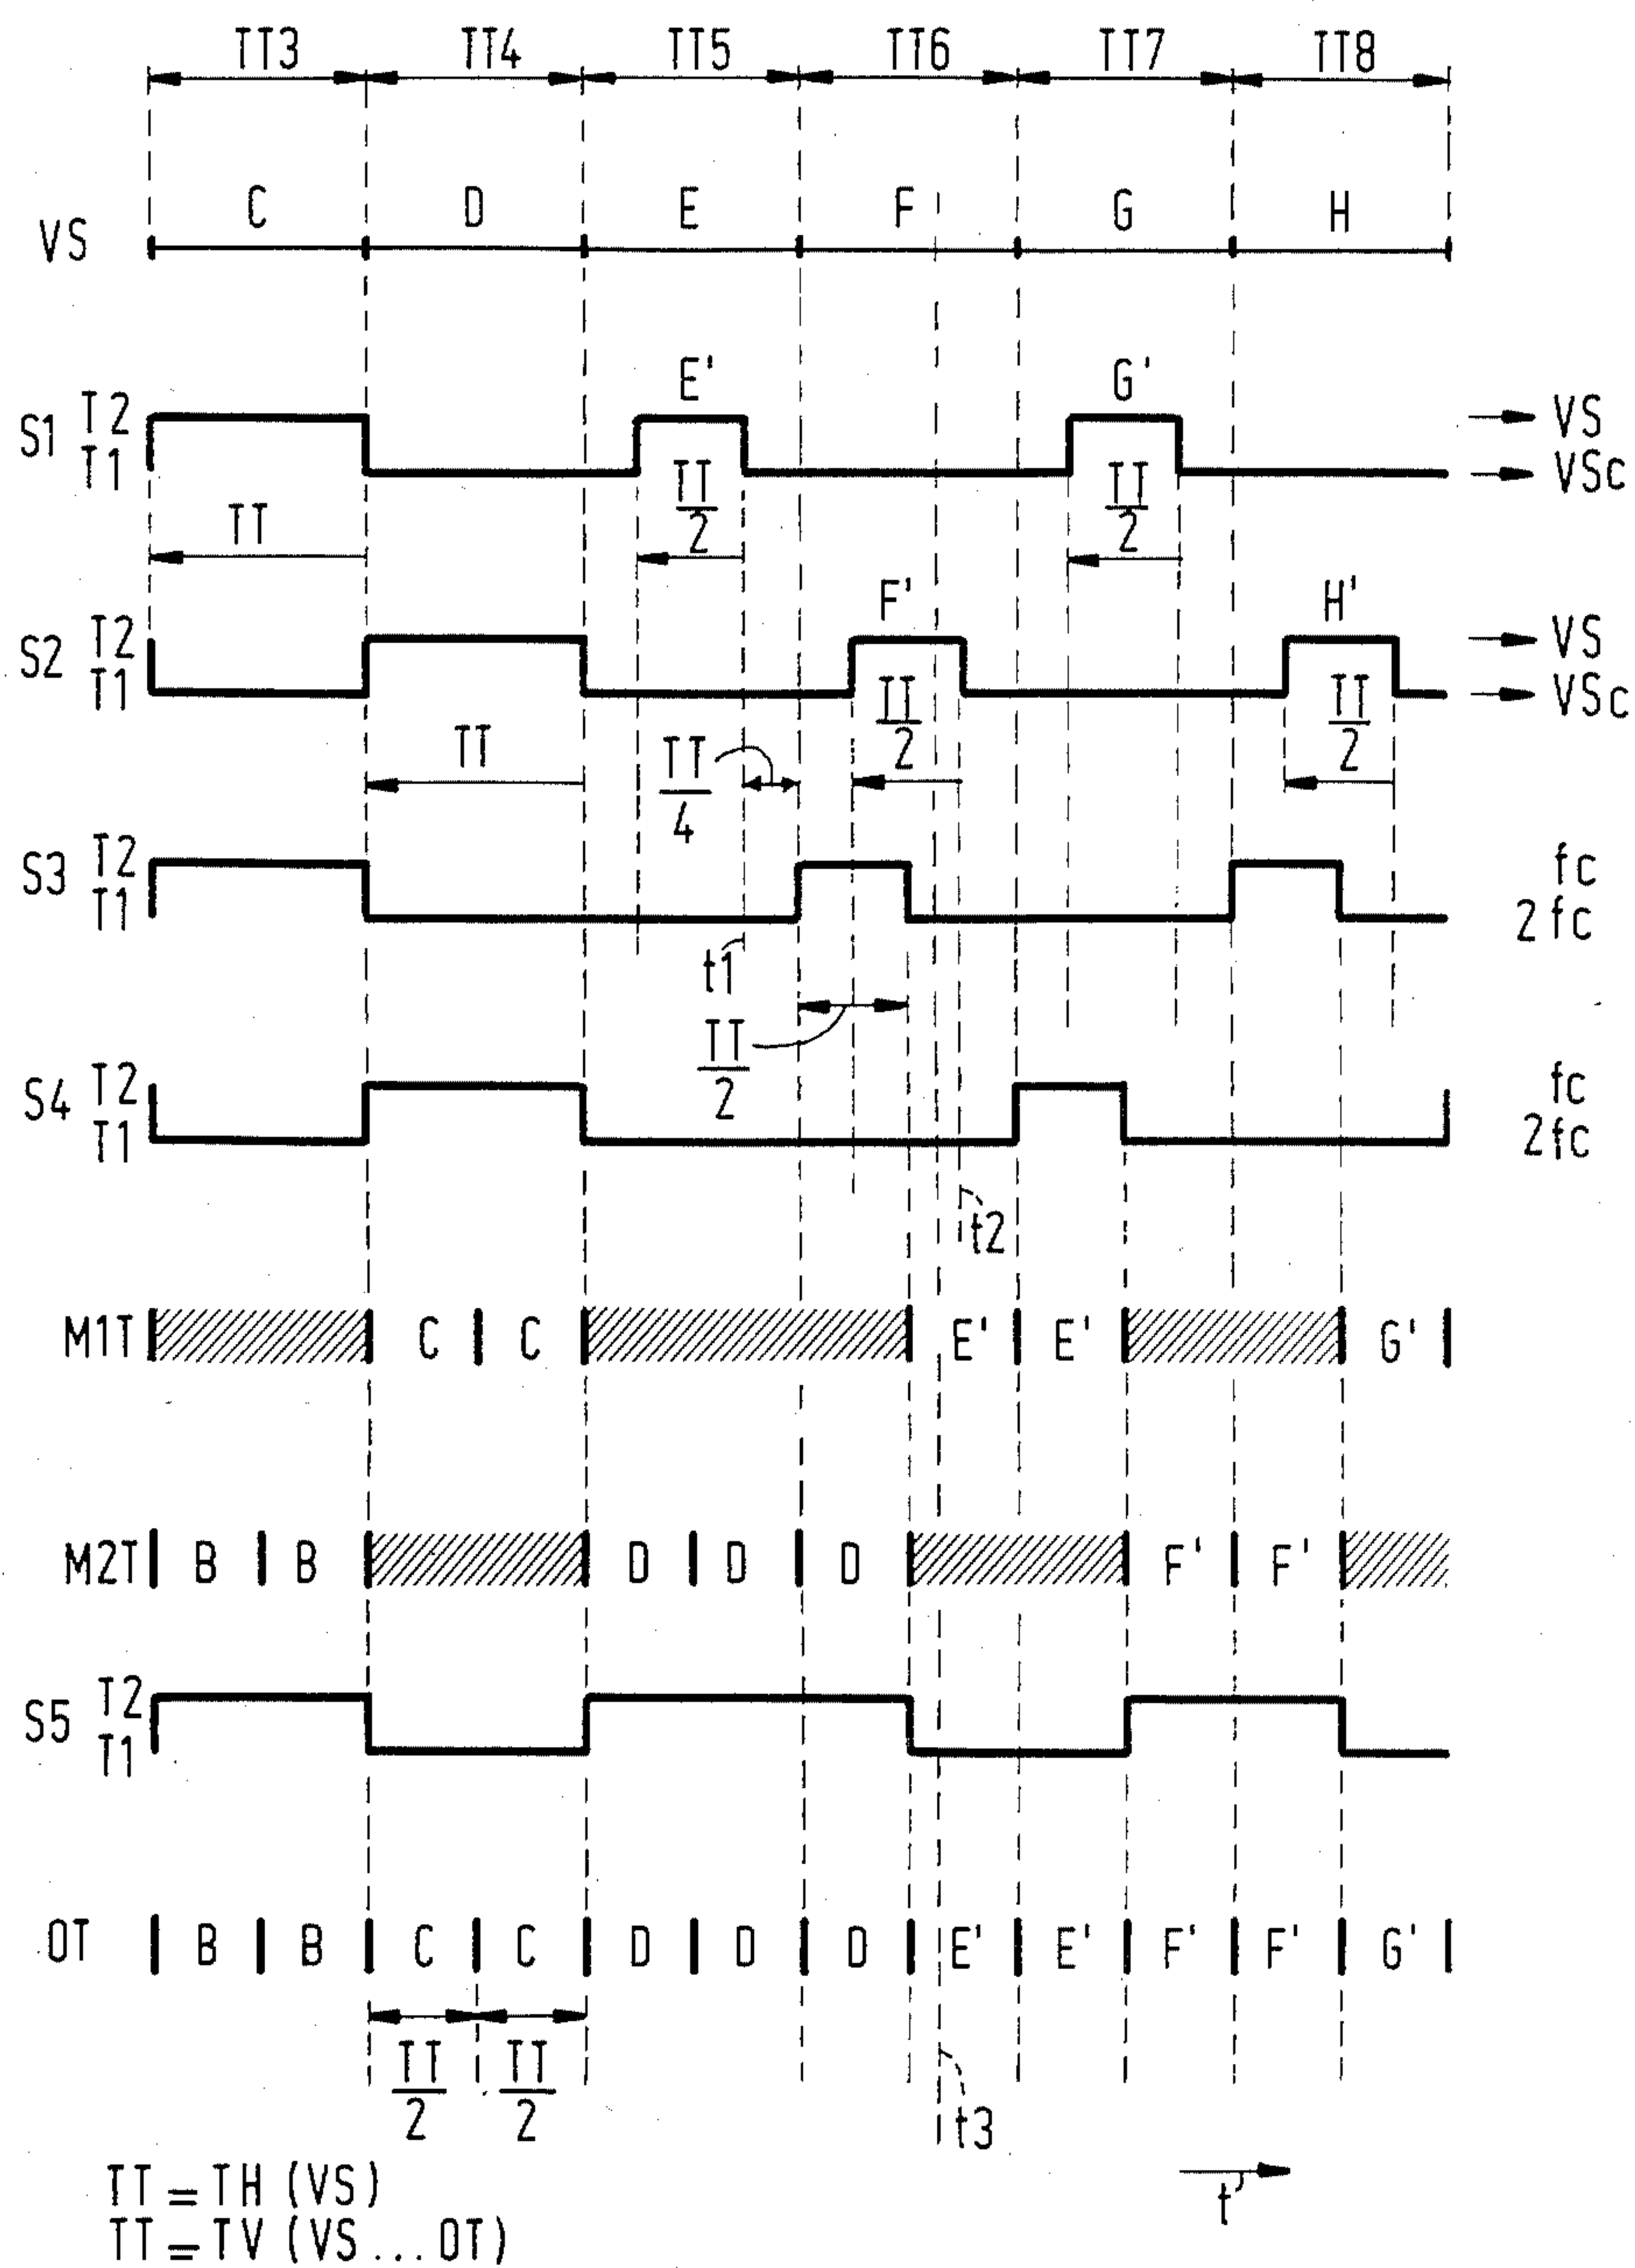 TT3 TT4 TT5 TT6 TT7 TT8
C D E F G H
VS
E' G'
S1 T2 → VS
T1 → VSc
TT TT/2 TT/2
F' H'
S2 T2 → VS
T1 → VSc
TT TT/4 TT/2 TT/2
S3 T2 fc
T1 2fc
t1
TT/2
S4 T2 fc
T1 2fc
t2
M1T C C E' E' G'
M2T B B D D D F' F'
S5 T2
T1
OT B B C C D D D E' E' F' F' G'
TT/2 TT/2
t3
t
TT = TH (VS)
TT = TV (VS...OT)